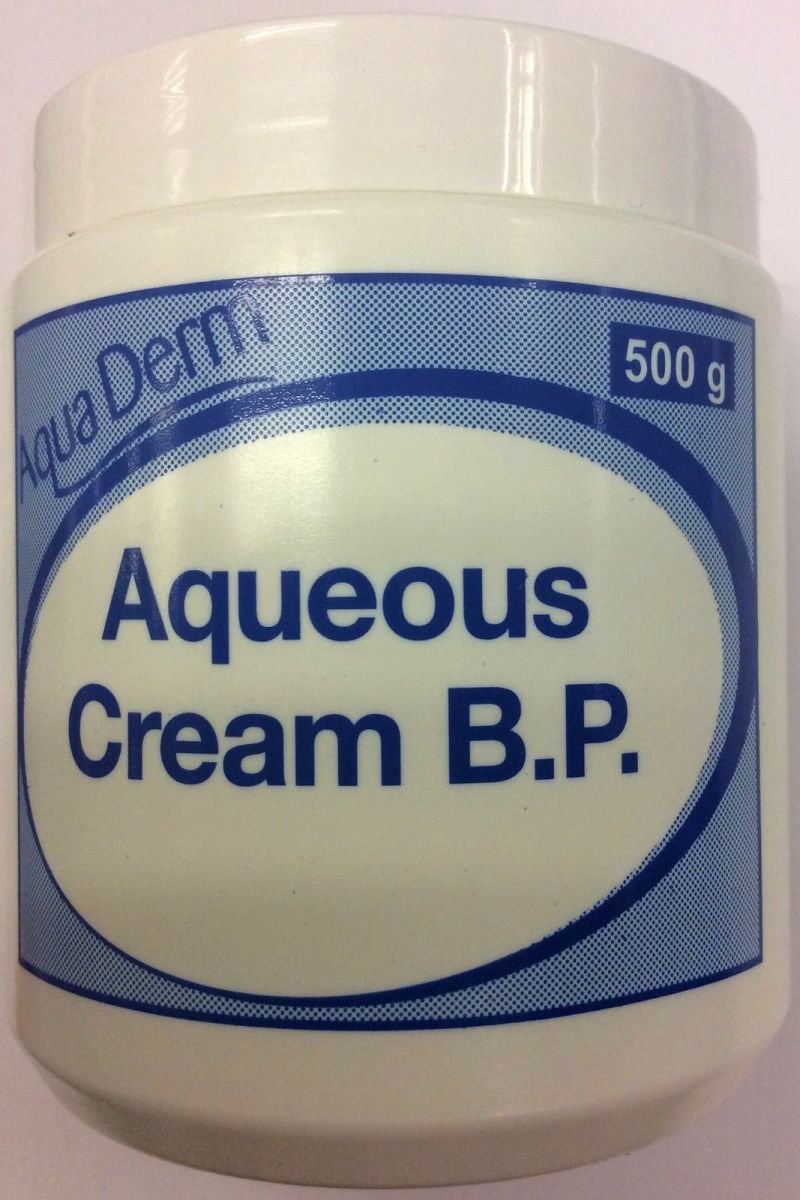 Aqua Derm
500 g
Aqueous
Cream B.P.